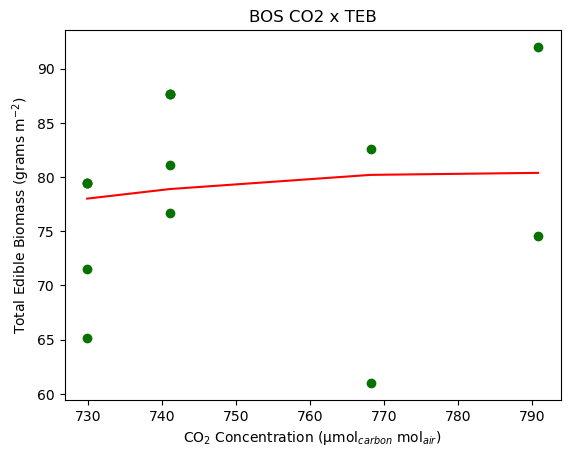 BOS CO2 x TEB
Total Edible Biomass (grams m⁻²)
90
85
80
75
70
65
60
730 740 750 760 770 780 790
CO₂ Concentration (μmol_carbon mol_air)